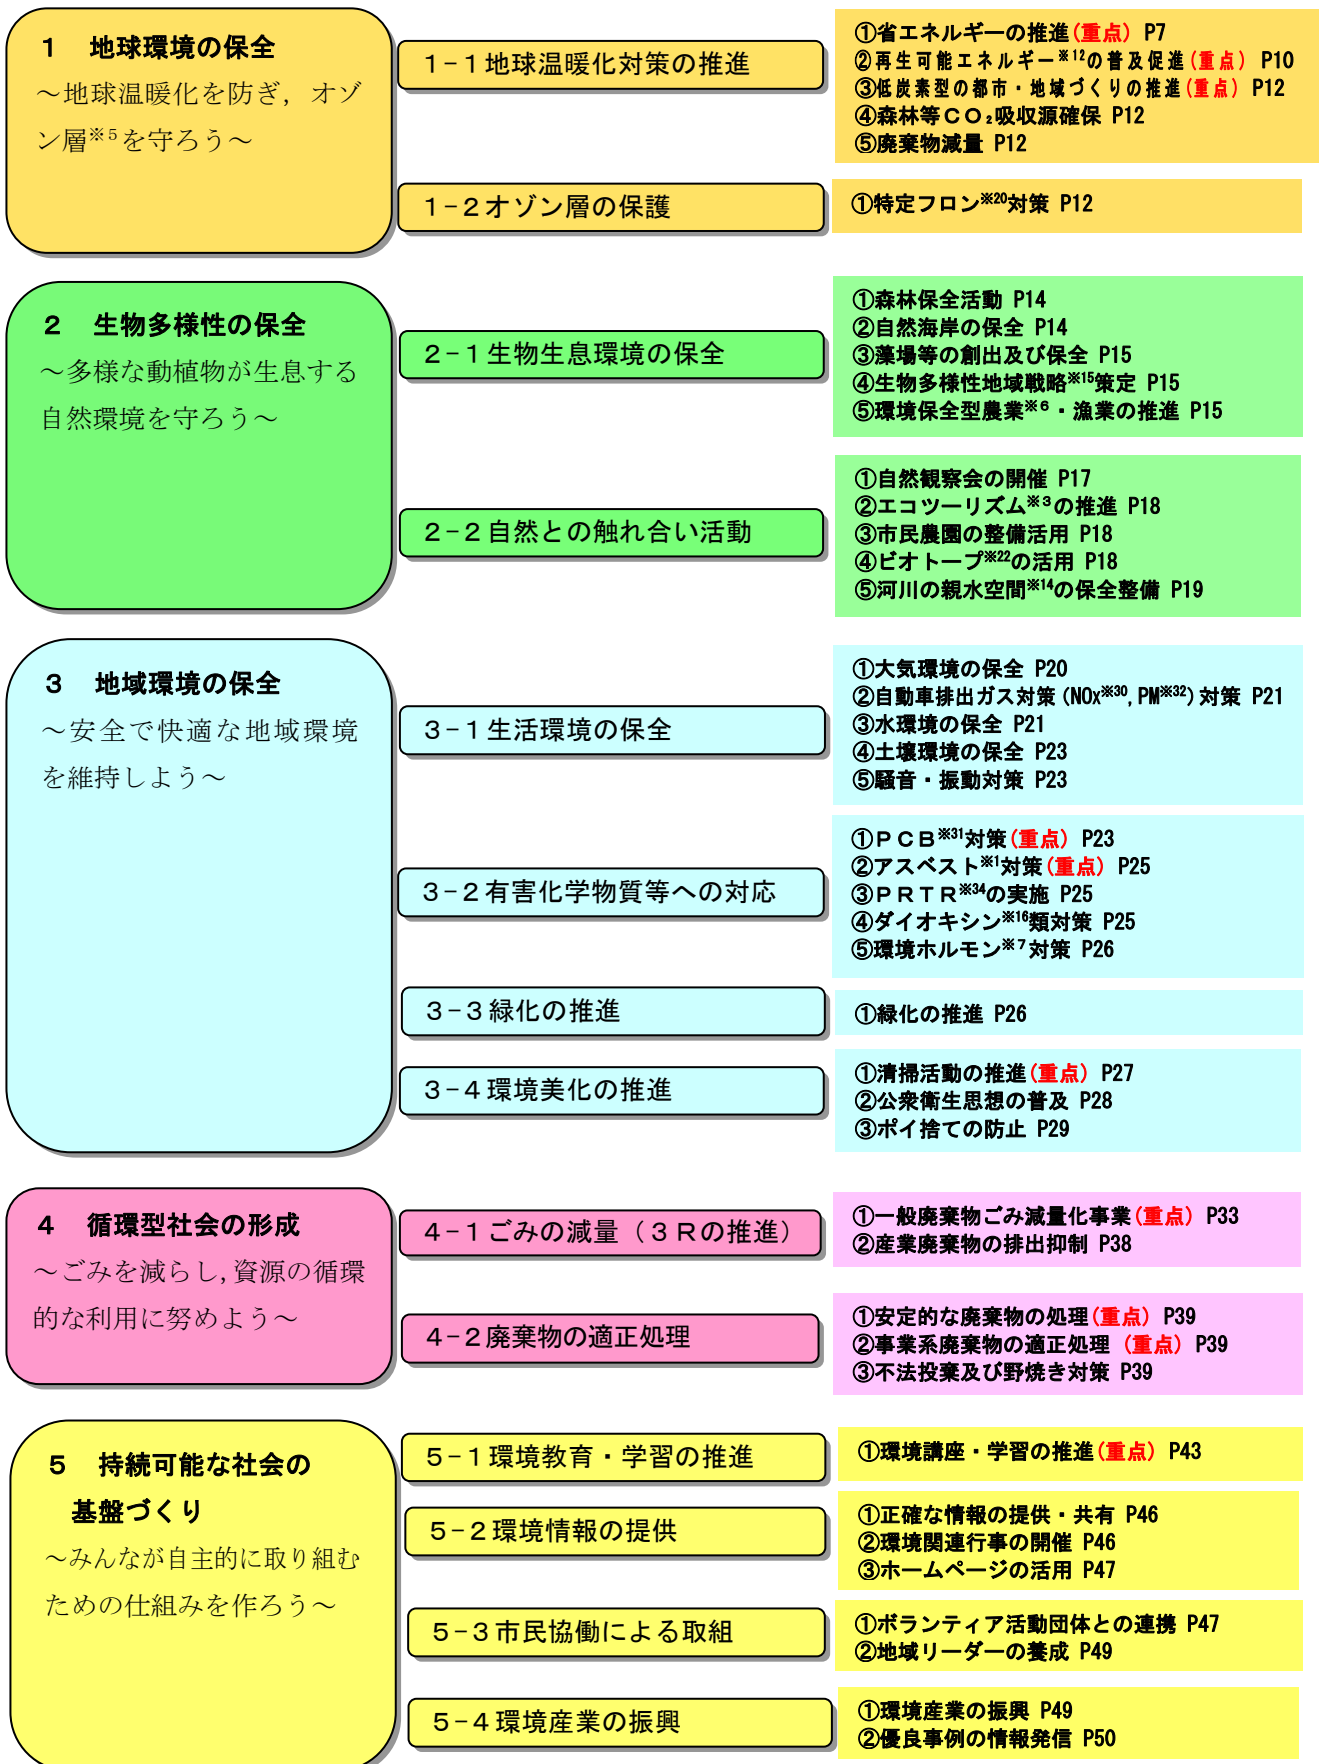 １　地球環境の保全
～地球温暖化を防ぎ，オゾ
ン層※5を守ろう～
１−１地球温暖化対策の推進
①省エネルギーの推進(重点) P7
②再生可能エネルギー※12の普及促進(重点) P10
③低炭素型の都市・地域づくりの推進(重点) P12
④森林等ＣＯ₂吸収源確保 P12
⑤廃棄物減量 P12
１−２オゾン層の保護
①特定フロン※20対策 P12
２　生物多様性の保全
～多様な動植物が生息する
自然環境を守ろう～
２−１生物生息環境の保全
①森林保全活動 P14
②自然海岸の保全 P14
③藻場等の創出及び保全 P15
④生物多様性地域戦略※15策定 P15
⑤環境保全型農業※6・漁業の推進 P15
２−２自然との触れ合い活動
①自然観察会の開催 P17
②エコツーリズム※3の推進 P18
③市民農園の整備活用 P18
④ビオトープ※22の活用 P18
⑤河川の親水空間※14の保全整備 P19
３　地域環境の保全
～安全で快適な地域環境
を維持しよう～
３−１生活環境の保全
①大気環境の保全 P20
②自動車排出ガス対策(NOx※30,PM※32)対策 P21
③水環境の保全 P21
④土壌環境の保全 P23
⑤騒音・振動対策 P23
３−２有害化学物質等への対応
①ＰＣＢ※31対策(重点) P23
②アスベスト※1対策(重点) P25
③ＰＲＴＲ※34の実施 P25
④ダイオキシン※16類対策 P25
⑤環境ホルモン※7対策 P26
３−３緑化の推進
①緑化の推進 P26
３−４環境美化の推進
①清掃活動の推進(重点) P27
②公衆衛生思想の普及 P28
③ポイ捨ての防止 P29
４　循環型社会の形成
～ごみを減らし,資源の循環
的な利用に努めよう～
４−１ごみの減量（３Ｒの推進）
①一般廃棄物ごみ減量化事業(重点) P33
②産業廃棄物の排出抑制 P38
４−２廃棄物の適正処理
①安定的な廃棄物の処理(重点) P39
②事業系廃棄物の適正処理 (重点) P39
③不法投棄及び野焼き対策 P39
５　持続可能な社会の
基盤づくり
～みんなが自主的に取り組む
ための仕組みを作ろう～
５−１環境教育・学習の推進
①環境講座・学習の推進(重点) P43
５−２環境情報の提供
①正確な情報の提供・共有 P46
②環境関連行事の開催 P46
③ホームページの活用 P47
５−３市民協働による取組
①ボランティア活動団体との連携 P47
②地域リーダーの養成 P49
５−４環境産業の振興
①環境産業の振興 P49
②優良事例の情報発信 P50